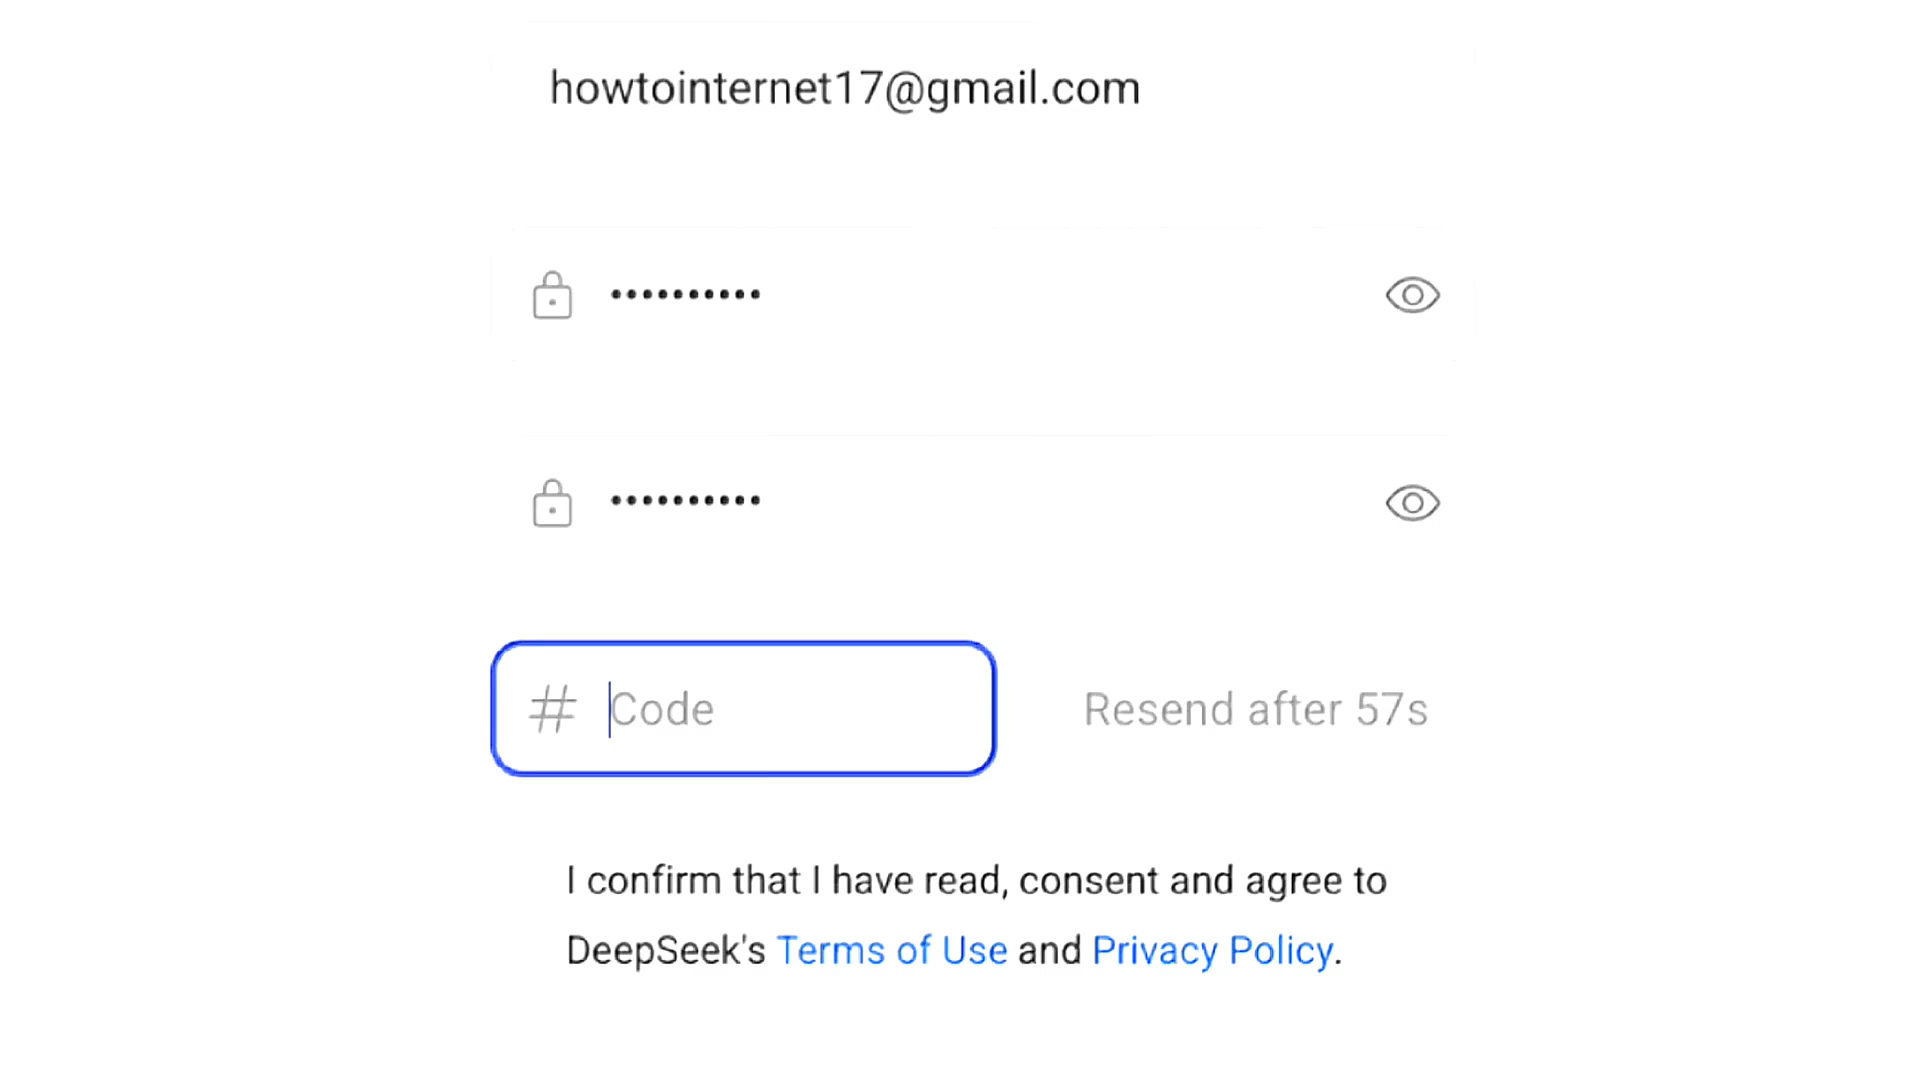 howtointernet17@gmail.com
••••••••••
••••••••••
# Code
Resend after 57s
I confirm that I have read, consent and agree to
DeepSeek's Terms of Use and Privacy Policy.